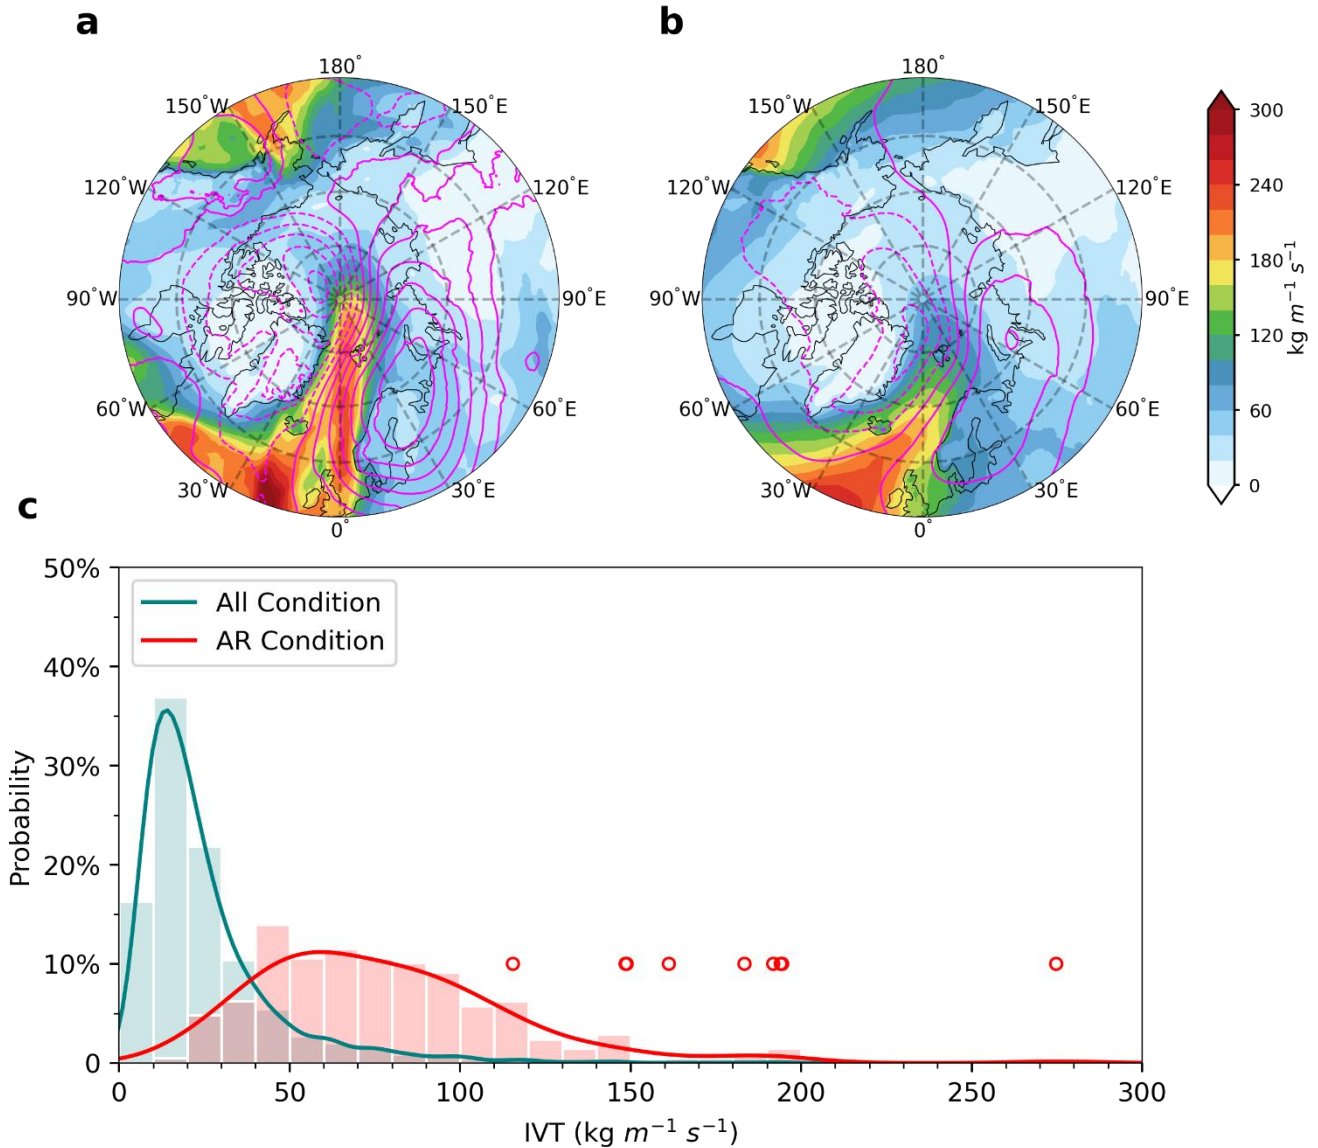 a
b
180°
150°W
150°E
120°W
120°E
90°W
90°E
60°W
60°E
30°W
30°E
0°
180°
150°W
150°E
120°W
120°E
90°W
90°E
60°W
60°E
30°W
30°E
0°
300
240
180
120
60
0
kg m⁻¹ s⁻¹
c
50%
40%
30%
20%
10%
0
Probability
All Condition
AR Condition
0 50 100 150 200 250 300
IVT (kg m⁻¹ s⁻¹)